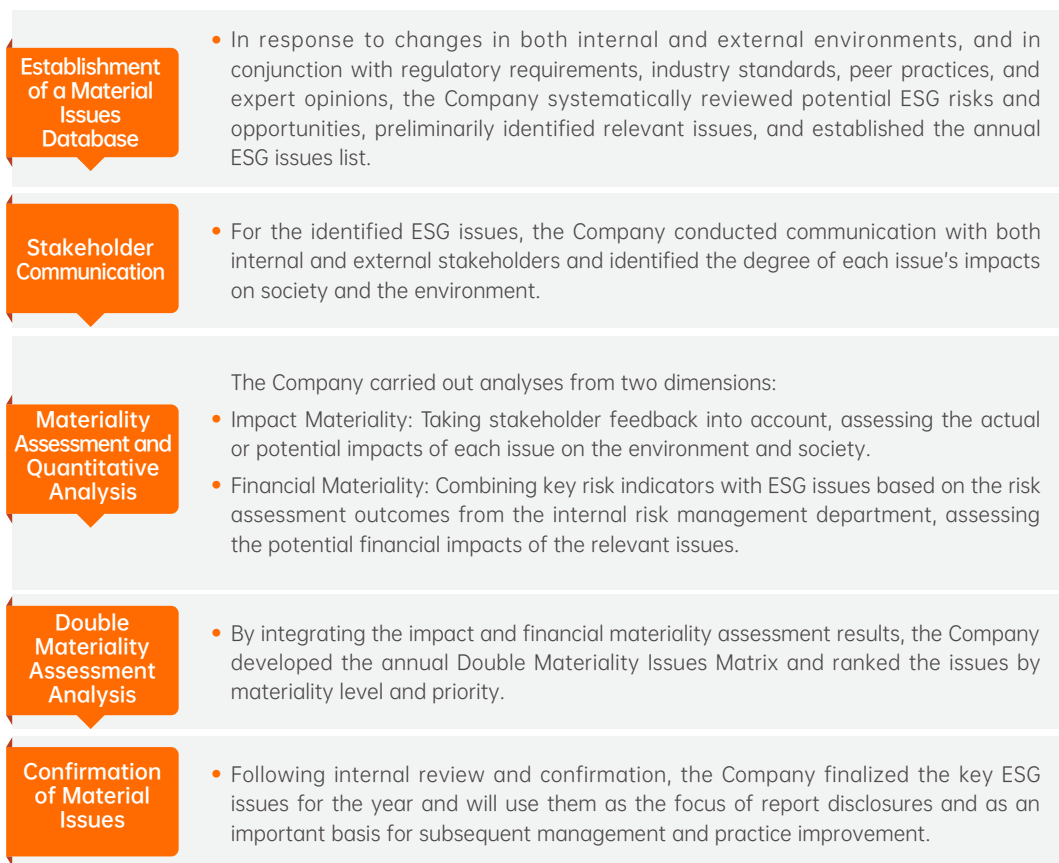 Establishment
of a Material
Issues
Database
• In response to changes in both internal and external environments, and in
conjunction with regulatory requirements, industry standards, peer practices, and
expert opinions, the Company systematically reviewed potential ESG risks and
opportunities, preliminarily identified relevant issues, and established the annual
ESG issues list.
Stakeholder
Communication
• For the identified ESG issues, the Company conducted communication with both
internal and external stakeholders and identified the degree of each issue's impacts
on society and the environment.
Materiality
Assessment and
Quantitative
Analysis
The Company carried out analyses from two dimensions:
• Impact Materiality: Taking stakeholder feedback into account, assessing the actual
or potential impacts of each issue on the environment and society.
• Financial Materiality: Combining key risk indicators with ESG issues based on the risk
assessment outcomes from the internal risk management department, assessing
the potential financial impacts of the relevant issues.
Double
Materiality
Assessment
Analysis
• By integrating the impact and financial materiality assessment results, the Company
developed the annual Double Materiality Issues Matrix and ranked the issues by
materiality level and priority.
Confirmation
of Material
Issues
• Following internal review and confirmation, the Company finalized the key ESG
issues for the year and will use them as the focus of report disclosures and as an
important basis for subsequent management and practice improvement.